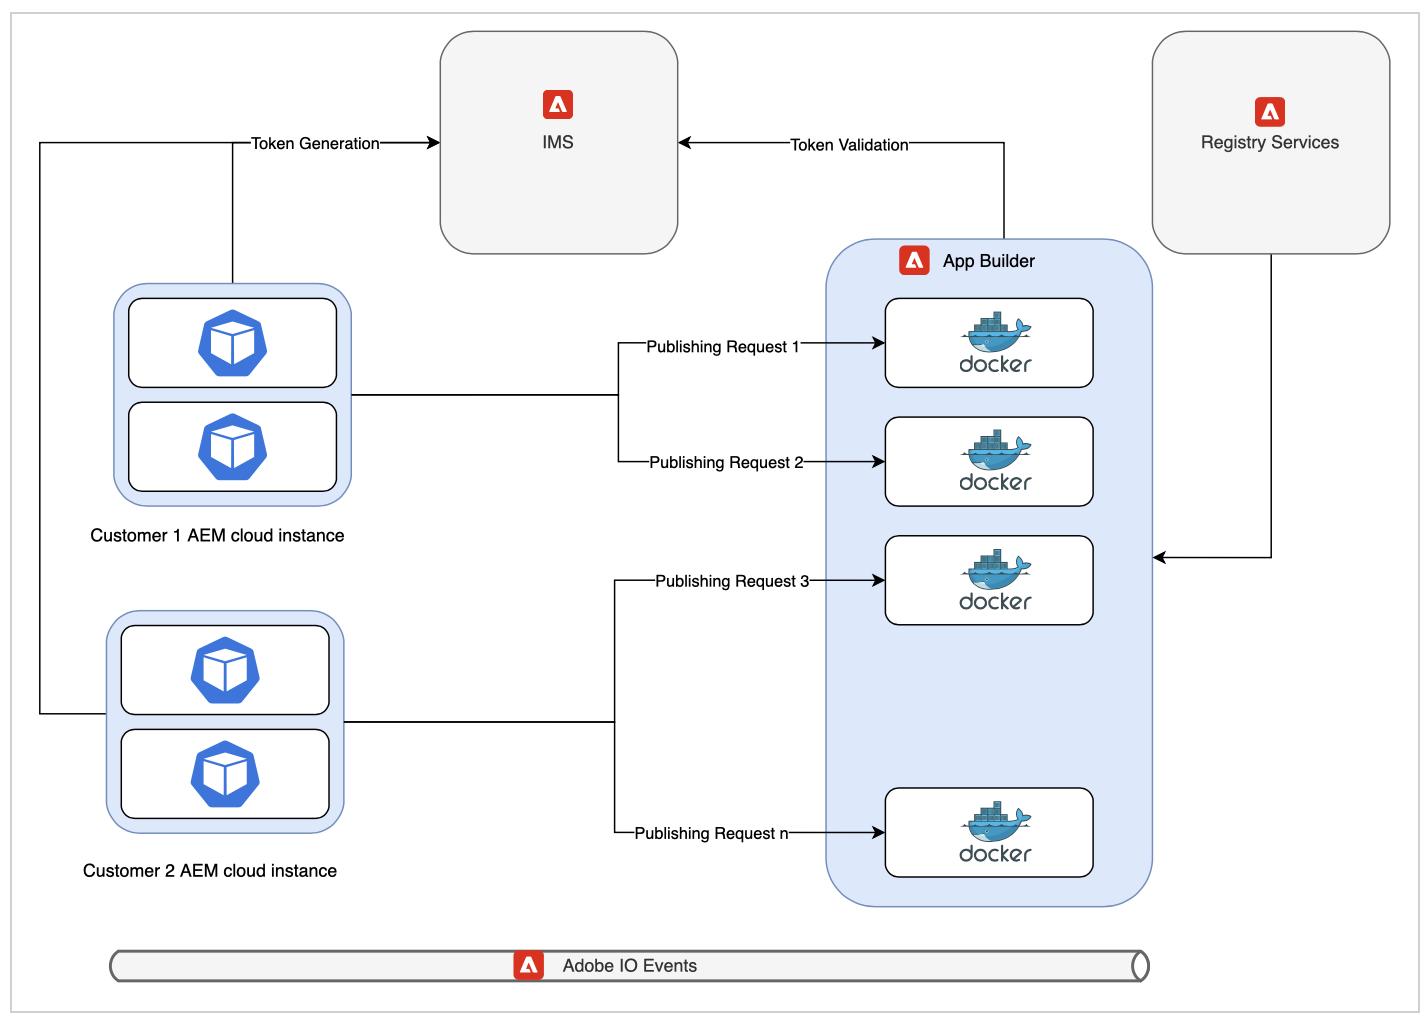 IMS
Registry Services
Token Generation
Token Validation
App Builder
docker
Publishing Request 1
docker
Publishing Request 2
Customer 1 AEM cloud instance
docker
Publishing Request 3
docker
Publishing Request n
Customer 2 AEM cloud instance
Adobe IO Events